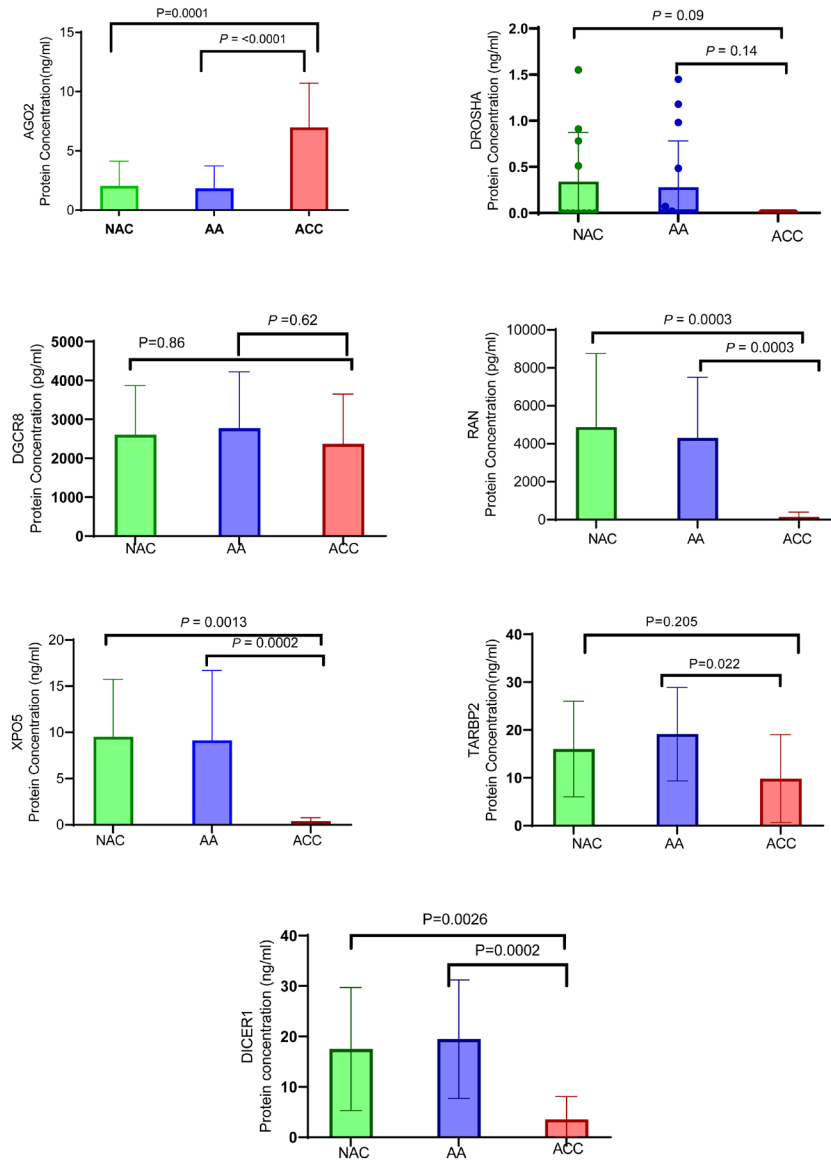 P=0.0001
P = <0.0001
AGO2
Protein Concentration(ng/ml)
15
10
5
0
NAC AA ACC
P = 0.09
P = 0.14
DROSHA
Protein Concentration(ng/ml)
2.0
1.5
1.0
0.5
0.0
NAC AA ACC
P =0.62
P=0.86
DGCR8
Protein Concentration (pg/ml)
5000
4000
3000
2000
1000
0
NAC AA ACC
P = 0.0003
P = 0.0003
RAN
Protein Concentration (pg/ml)
10000
8000
6000
4000
2000
0
NAC AA ACC
P = 0.0013
P = 0.0002
XPO5
Protein Concentration(ng/ml)
20
15
10
5
0
NAC AA ACC
P=0.205
P=0.022
TARBP2
Protein Concentration(ng/ml)
40
30
20
10
0
NAC AA ACC
P=0.0026
P=0.0002
DICER1
Protein concentration (ng/ml)
40
30
20
10
0
NAC AA ACC